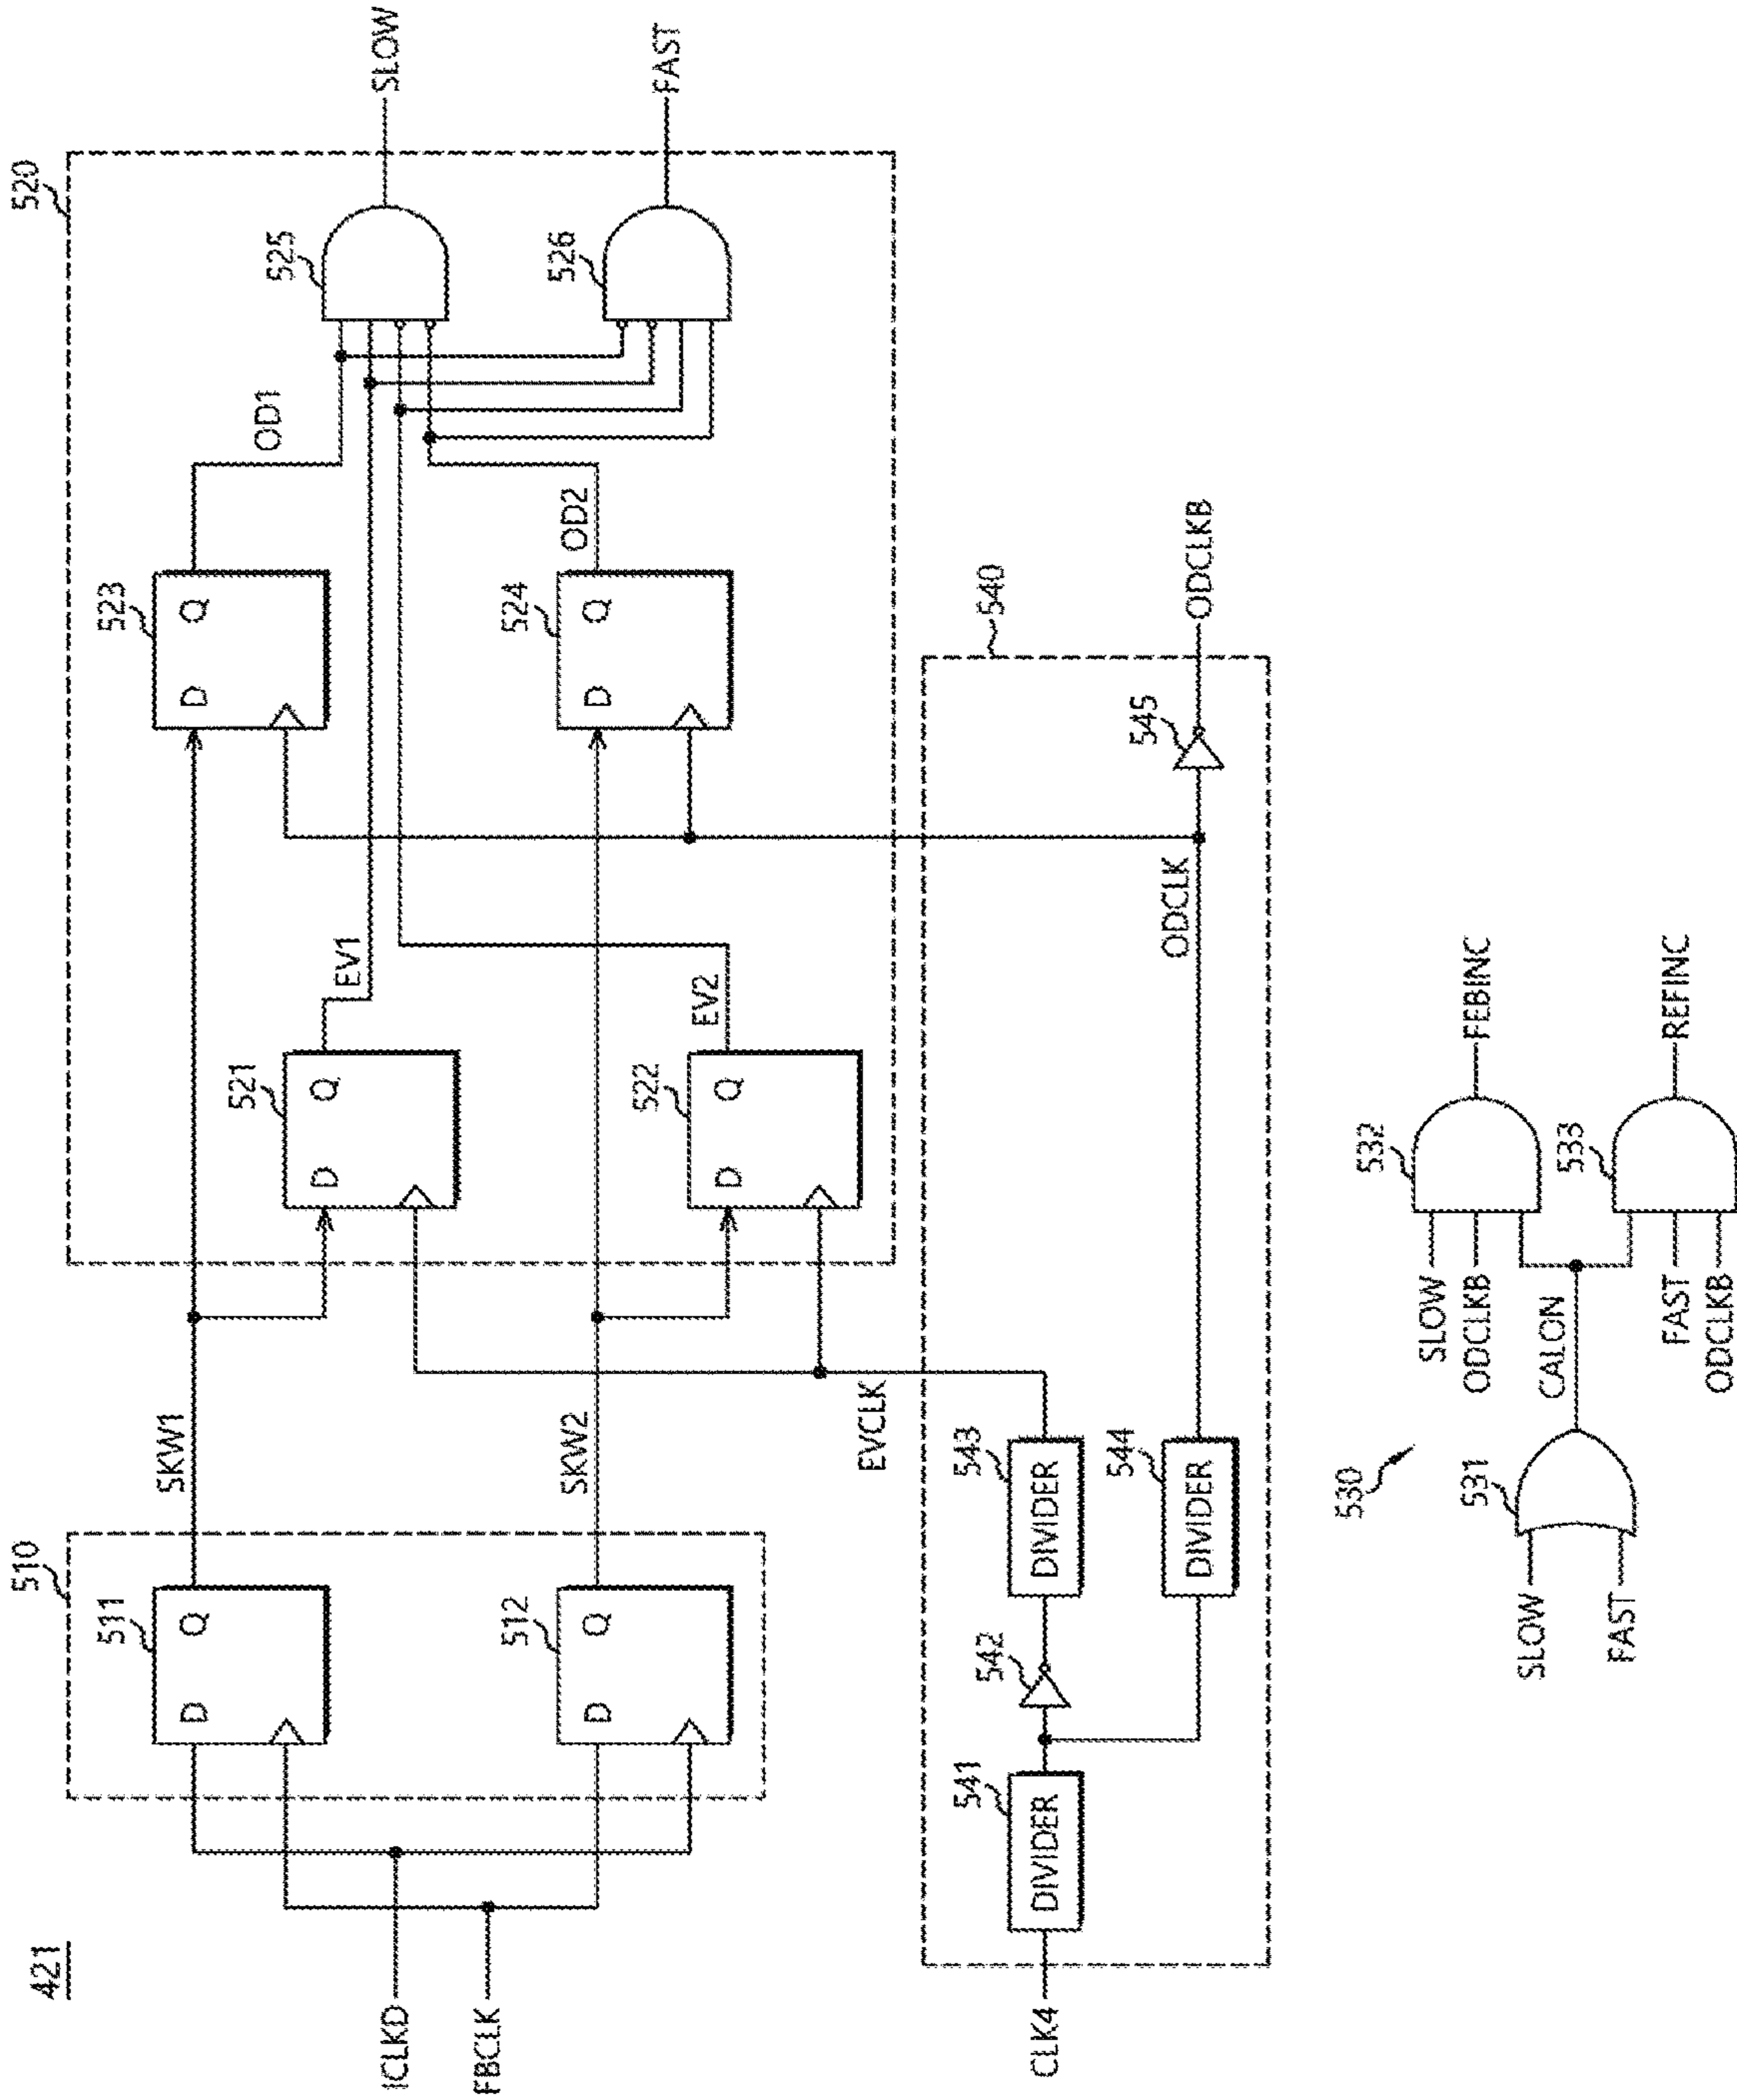 421
ICLKD
FBCLK
510
511
D
Q
512
D
Q
SKW1
SKW2
EVCLK
520
521
D
Q
EV1
522
D
Q
EV2
523
D
Q
OD1
524
D
Q
OD2
525
SLOW
526
FAST
CLK4
541
DIVIDER
542
543
DIVIDER
544
DIVIDER
ODCLK
545
540
ODCLKB
530
SLOW
FAST
531
CALON
SLOW
ODCLKB
532
FEBINC
FAST
ODCLKB
533
REFINC